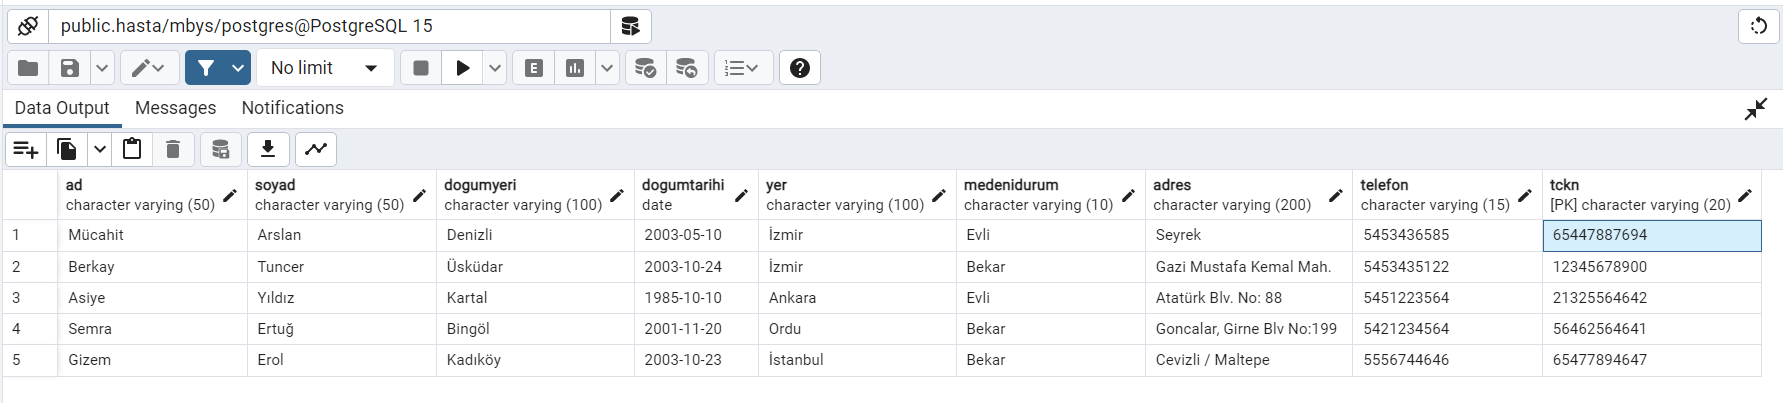 public.hasta/mbys/postgres@PostgreSQL 15
No limit
E
Data Output Messages Notifications
ad soyad dogumyeri dogumtarihi yer medenidurum adres telefon tckn
character varying (50) character varying (50) character varying (100) date character varying (100) character varying (10) character varying (200) character varying (15) [PK] character varying (20)
1 Mücahit Arslan Denizli 2003-05-10 İzmir Evli Seyrek 5453436585 65447887694
2 Berkay Tuncer Üsküdar 2003-10-24 İzmir Bekar Gazi Mustafa Kemal Mah. 5453435122 12345678900
3 Asiye Yıldız Kartal 1985-10-10 Ankara Evli Atatürk Blv. No: 88 5451223564 21325564642
4 Semra Ertuğ Bingöl 2001-11-20 Ordu Bekar Goncalar, Girne Blv No:199 5421234564 56462564641
5 Gizem Erol Kadıköy 2003-10-23 İstanbul Bekar Cevizli / Maltepe 5556744646 65477894647